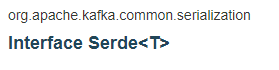 org.apache.kafka.common.serialization
Interface Serde<T>